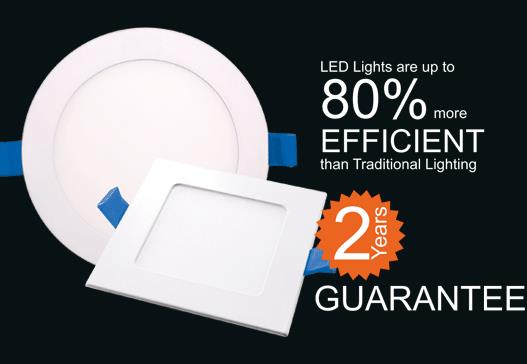 LED Lights are up to
80% more
EFFICIENT
than Traditional Lighting
2 Years
GUARANTEE